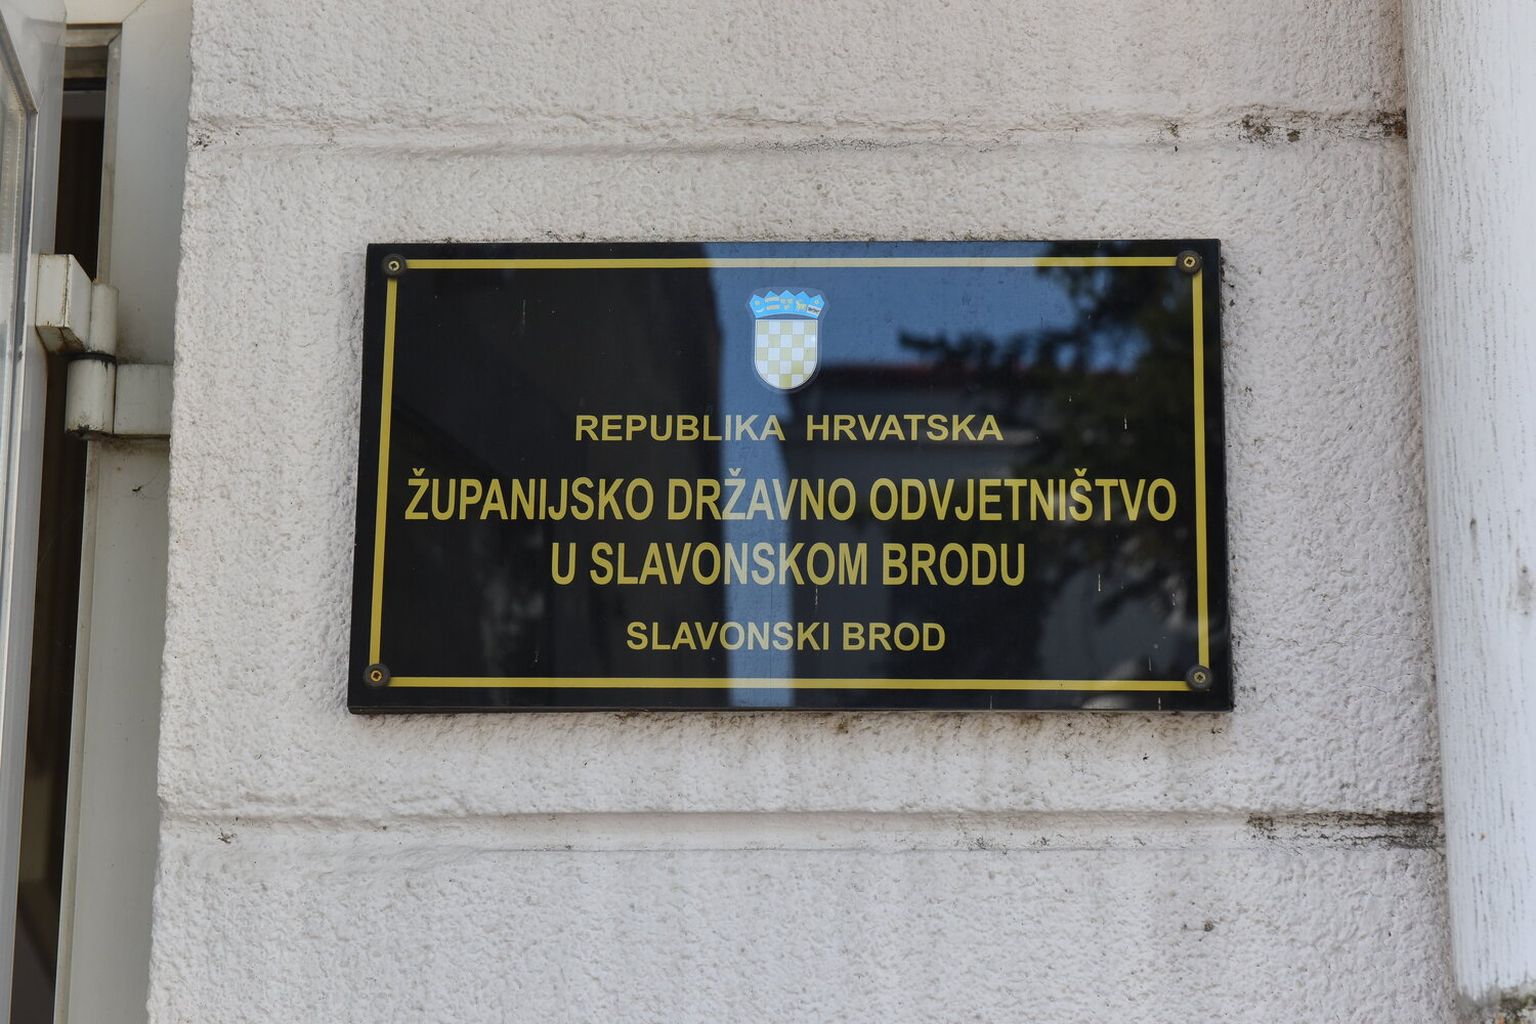 REPUBLIKA HRVATSKA
ŽUPANIJSKO DRŽAVNO ODVJETNIŠTVO
U SLAVONSKOM BRODU
SLAVONSKI BROD